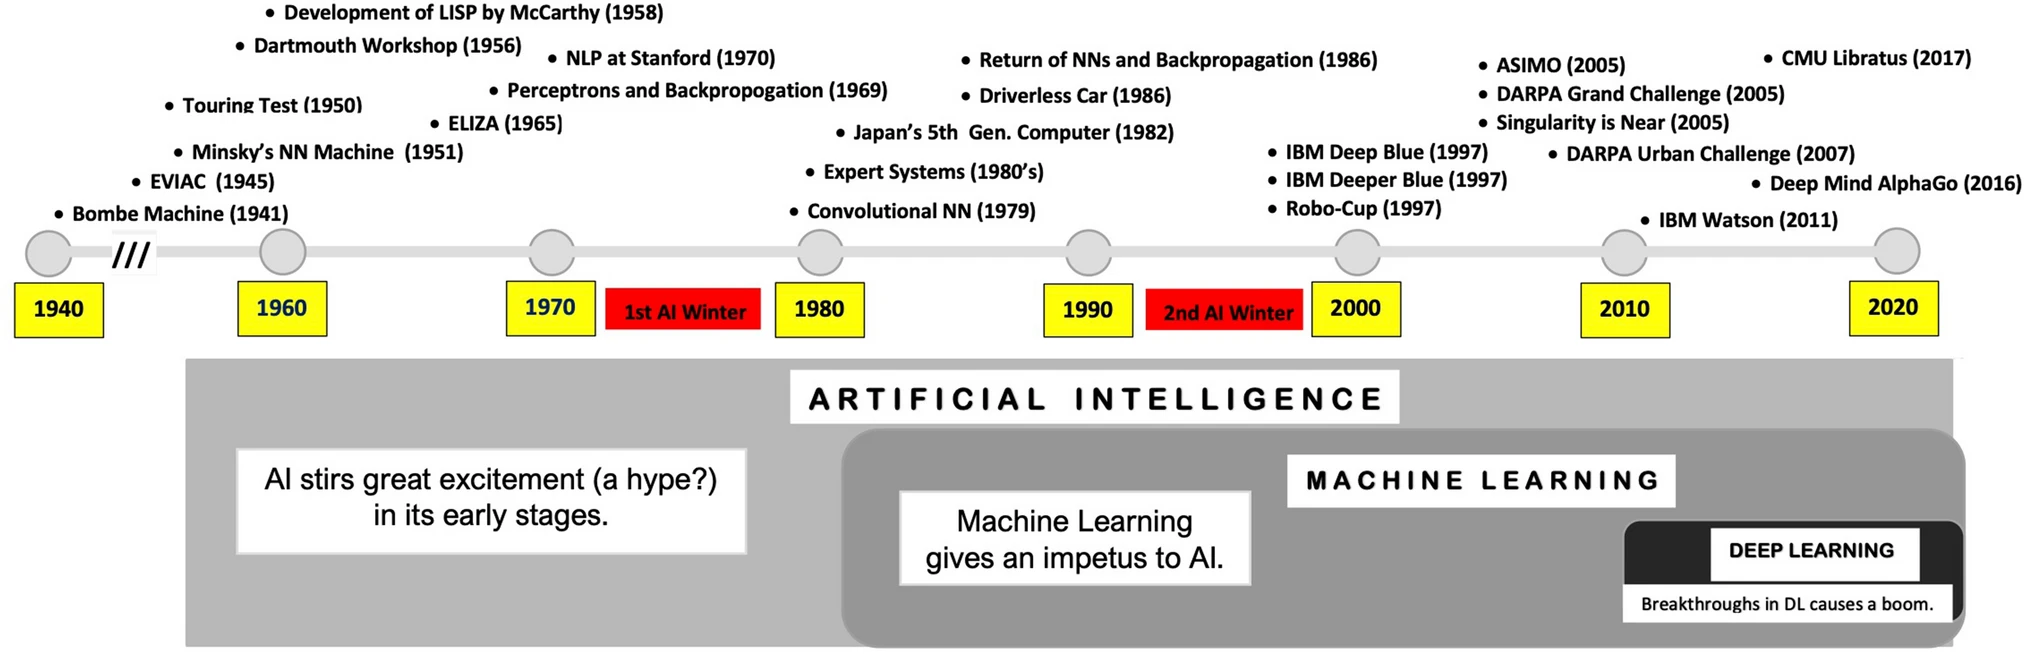 • Development of LISP by McCarthy (1958)
• Dartmouth Workshop (1956)
• NLP at Stanford (1970)
• Perceptrons and Backpropogation (1969)
• Touring Test (1950)
• ELIZA (1965)
• Minsky's NN Machine (1951)
• EVIAC (1945)
• Bombe Machine (1941)
• Return of NNs and Backpropagation (1986)
• Driverless Car (1986)
• Japan's 5th Gen. Computer (1982)
• Expert Systems (1980's)
• Convolutional NN (1979)
• IBM Deep Blue (1997)
• IBM Deeper Blue (1997)
• Robo-Cup (1997)
• ASIMO (2005)
• DARPA Grand Challenge (2005)
• Singularity is Near (2005)
• DARPA Urban Challenge (2007)
• CMU Libratus (2017)
• Deep Mind AlphaGo (2016)
• IBM Watson (2011)
///
1940
1960
1970
1st AI Winter
1980
1990
2nd AI Winter
2000
2010
2020
ARTIFICIAL INTELLIGENCE
AI stirs great excitement (a hype?)
in its early stages.
MACHINE LEARNING
Machine Learning
gives an impetus to AI.
DEEP LEARNING
Breakthroughs in DL causes a boom.